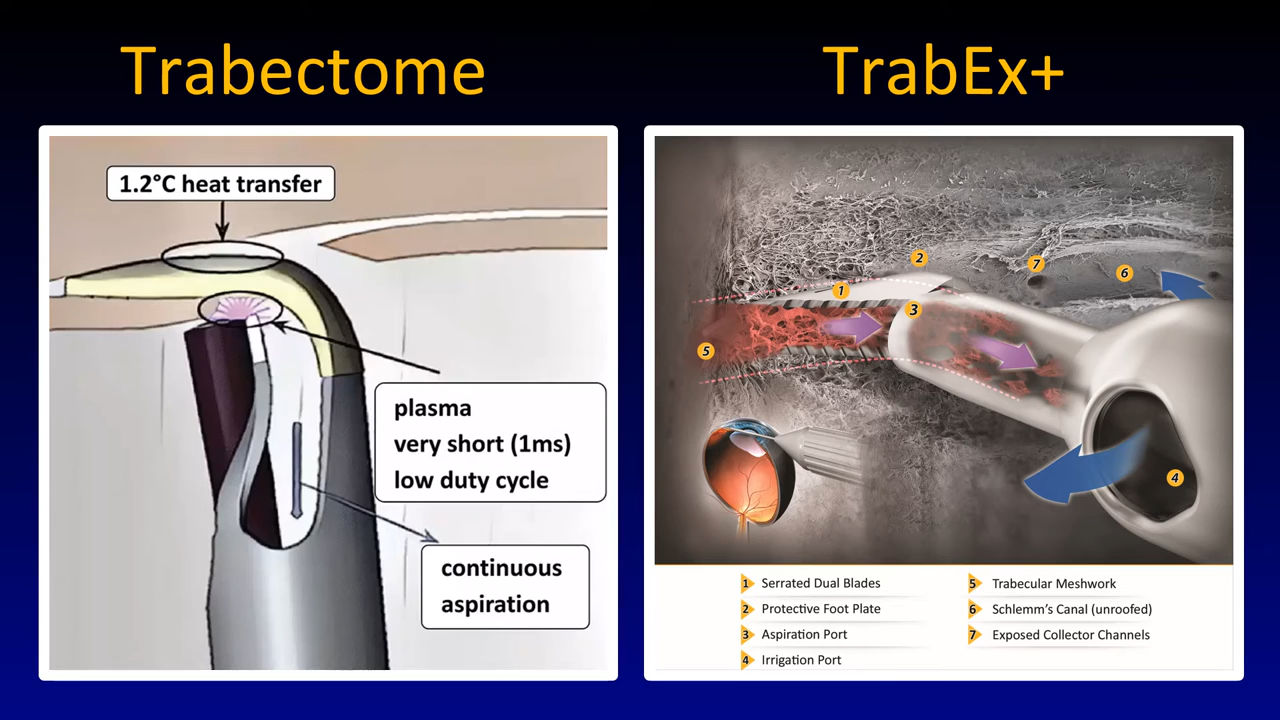 Trabectome
TrabEx+
1.2°C heat transfer
plasma
very short (1ms)
low duty cycle
continuous
aspiration
1
2
3
4
5
6
7
1 Serrated Dual Blades
2 Protective Foot Plate
3 Aspiration Port
4 Irrigation Port
5 Trabecular Meshwork
6 Schlemm's Canal (unroofed)
7 Exposed Collector Channels